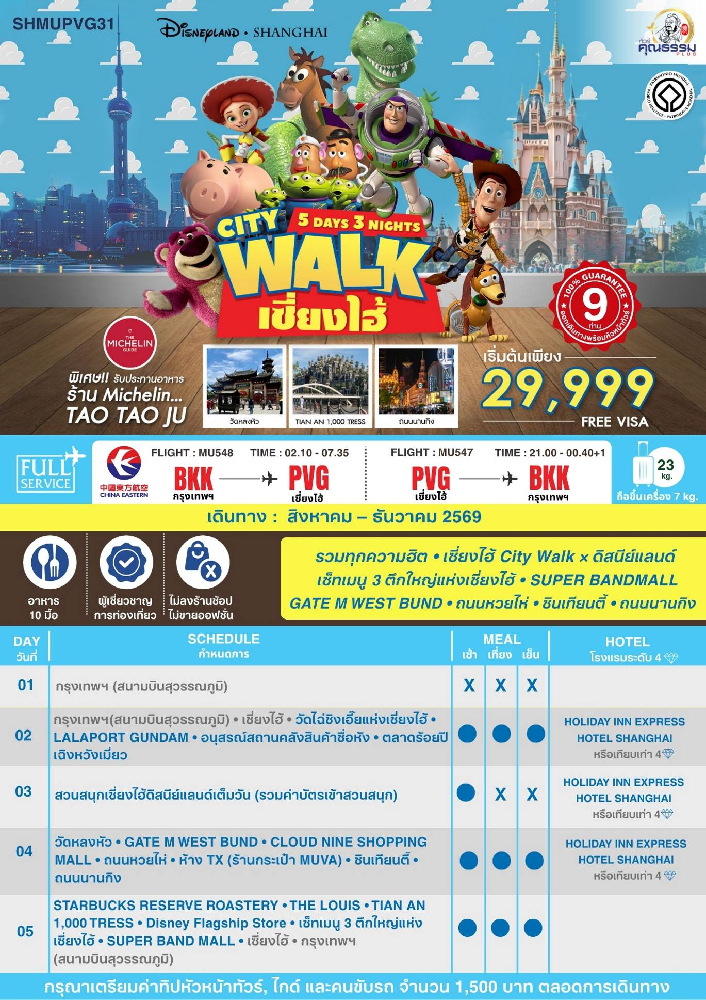 SHMUPVG31
DISNEYLAND • SHANGHAI
ทัวร์
คุณธรรม
PLUS
PATRIMONIO MUNDIAL • WORLD HERITAGE • PATRIMOINE MONDIAL
CITY
5 DAYS 3 NIGHTS
WALK
เซี่ยงไฮ้
100% GUARANTEE
9
ท่าน
ออกเดินทางพร้อมหัวหน้าทัวร์
THE
MICHELIN
GUIDE
พิเศษ!! รับประทานอาหาร
ร้าน Michelin...
TAO TAO JU
วัดหลงหัว
TIAN AN 1,000 TRESS
ถนนนานกิง
เริ่มต้นเพียง
29,999
FREE VISA
FULL
SERVICE
中國東方航空
CHINA EASTERN
FLIGHT : MU548 TIME : 02.10 - 07.35
BKK PVG
กรุงเทพฯ เซี่ยงไฮ้
FLIGHT : MU547 TIME : 21.00 - 00.40+1
PVG BKK
เซี่ยงไฮ้ กรุงเทพฯ
23
kg.
ถือขึ้นเครื่อง 7 kg.
เดินทาง : สิงหาคม – ธันวาคม 2569
อาหาร
10 มื้อ
ผู้เชี่ยวชาญ
การท่องเที่ยว
ไม่ลงร้านช้อป
ไม่ขายออฟชั่น
รวมทุกความฮิต • เซี่ยงไฮ้ City Walk × ดิสนีย์แลนด์
เซ็ทเมนู 3 ตึกใหญ่แห่งเซี่ยงไฮ้ • SUPER BANDMALL
GATE M WEST BUND • ถนนหวยไห่ • ซินเทียนตี้ • ถนนนานกิง
DAY SCHEDULE MEAL HOTEL
วันที่ กำหนดการ เช้า เที่ยง เย็น โรงแรมระดับ 4
01 กรุงเทพฯ (สนามบินสุวรรณภูมิ) X X X
02
กรุงเทพฯ(สนามบินสุวรรณภูมิ) • เซี่ยงไฮ้ • วัดไฉ่ซิงเอี๊ยแห่งเซี่ยงไฮ้ •
LALAPORT GUNDAM • อนุสรณ์สถานคลังสินค้าซื่อหัง • ตลาดร้อยปี
เฉิงหวังเมี่ยว
HOLIDAY INN EXPRESS
HOTEL SHANGHAI
หรือเทียบเท่า 4
03 สวนสนุกเซี่ยงไฮ้ดิสนีย์แลนด์เต็มวัน (รวมค่าบัตรเข้าสวนสนุก) X X
HOLIDAY INN EXPRESS
HOTEL SHANGHAI
หรือเทียบเท่า 4
04
วัดหลงหัว • GATE M WEST BUND • CLOUD NINE SHOPPING
MALL • ถนนหวยไห่ • ห้าง TX (ร้านกระเป๋า MUVA) • ซินเทียนตี้ •
ถนนนานกิง
HOLIDAY INN EXPRESS
HOTEL SHANGHAI
หรือเทียบเท่า 4
05
STARBUCKS RESERVE ROASTERY • THE LOUIS • TIAN AN
1,000 TRESS • Disney Flagship Store • เซ็ทเมนู 3 ตึกใหญ่แห่ง
เซี่ยงไฮ้ • SUPER BAND MALL • เซี่ยงไฮ้ • กรุงเทพฯ
(สนามบินสุวรรณภูมิ)
กรุณาเตรียมค่าทิปหัวหน้าทัวร์, ไกด์ และคนขับรถ จำนวน 1,500 บาท ตลอดการเดินทาง